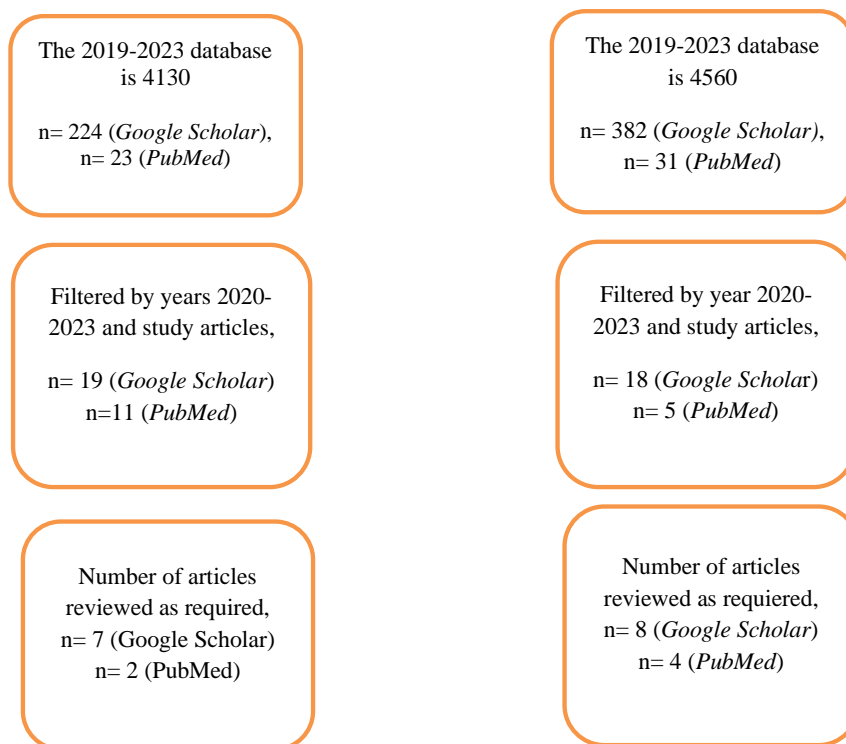 The 2019-2023 database
is 4130
n= 224 (Google Scholar),
n= 23 (PubMed)
The 2019-2023 database
is 4560
n= 382 (Google Scholar),
n= 31 (PubMed)
Filtered by years 2020-
2023 and study articles,
n= 19 (Google Scholar)
n=11 (PubMed)
Filtered by year 2020-
2023 and study articles,
n= 18 (Google Scholar)
n= 5 (PubMed)
Number of articles
reviewed as required,
n= 7 (Google Scholar)
n= 2 (PubMed)
Number of articles
reviewed as requiered,
n= 8 (Google Scholar)
n= 4 (PubMed)